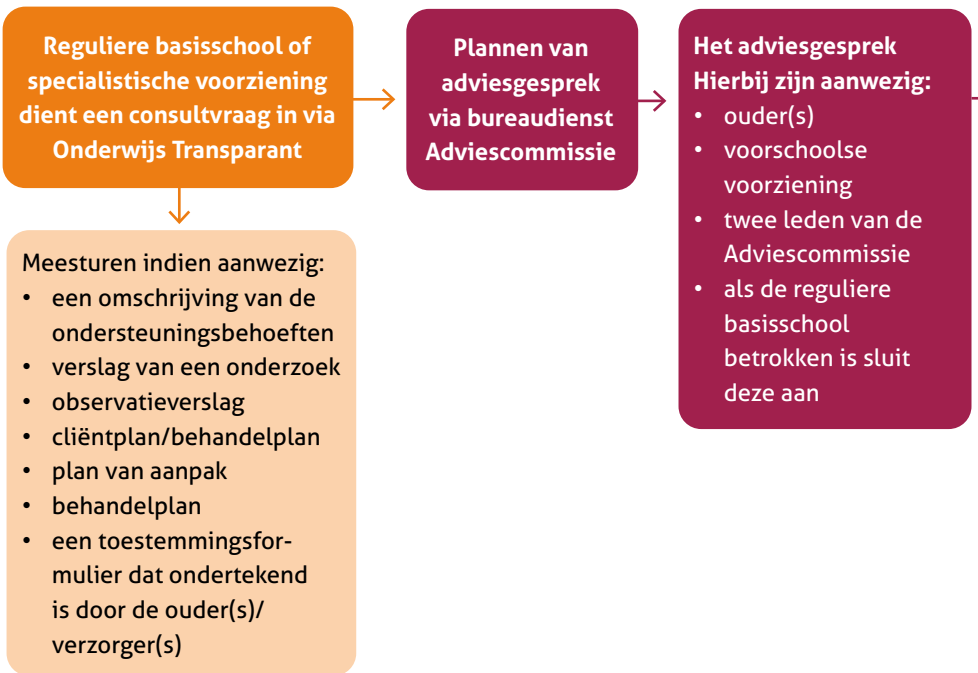 Reguliere basisschool of
specialistische voorziening
dient een consultvraag in via
Onderwijs Transparant
Plannen van
adviesgesprek
via bureaudienst
Adviescommissie
Het adviesgesprek
Hierbij zijn aanwezig:
• ouder(s)
• voorschoolse
voorziening
• twee leden van de
Adviescommissie
• als de reguliere
basisschool
betrokken is sluit
deze aan
Meesturen indien aanwezig:
• een omschrijving van de
ondersteuningsbehoeften
• verslag van een onderzoek
• observatieverslag
• cliëntplan/behandelplan
• plan van aanpak
• behandelplan
• een toestemmingsfor-
mulier dat ondertekend
is door de ouder(s)/
verzorger(s)